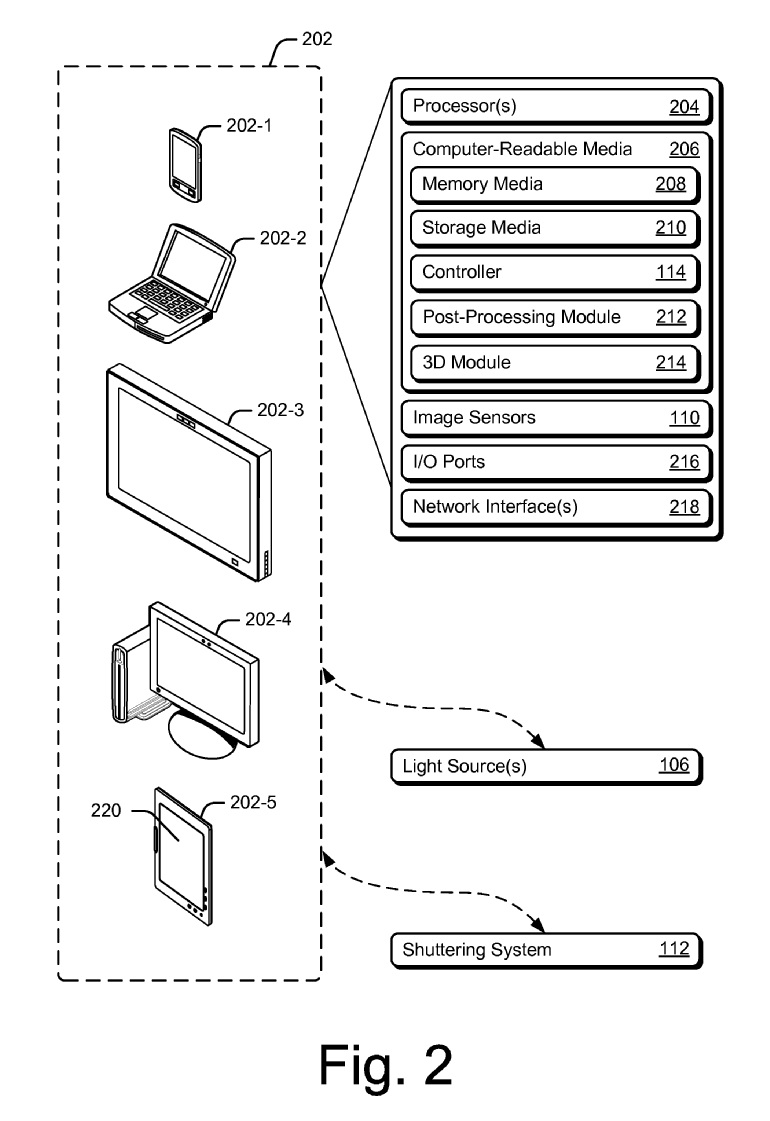 202
202-1
202-2
202-3
202-4
202-5
220
Processor(s) 204
Computer-Readable Media 206
Memory Media 208
Storage Media 210
Controller 114
Post-Processing Module 212
3D Module 214
Image Sensors 110
I/O Ports 216
Network Interface(s) 218
Light Source(s) 106
Shuttering System 112
Fig. 2